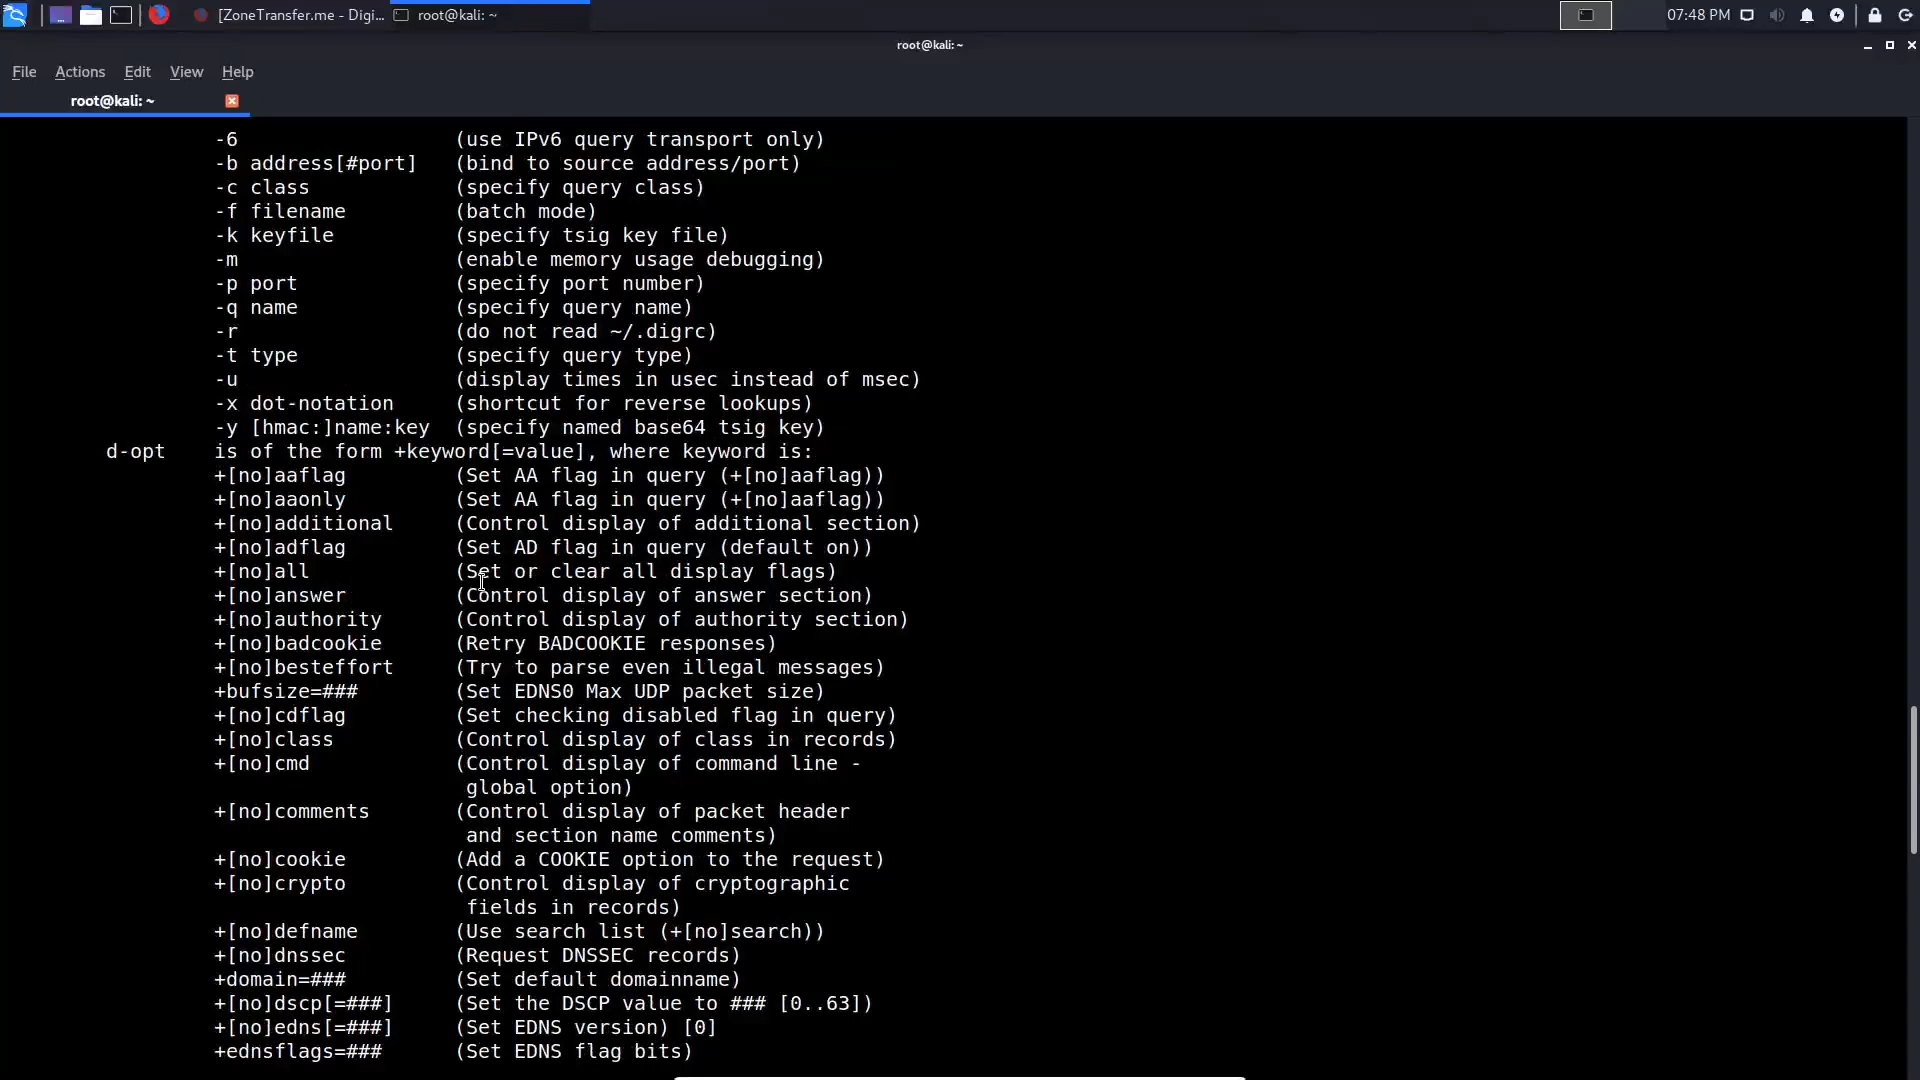 [ZoneTransfer.me - Digi... root@kali: ~ 07:48 PM
root@kali: ~
File Actions Edit View Help
root@kali: ~
-6 (use IPv6 query transport only)
-b address[#port] (bind to source address/port)
-c class (specify query class)
-f filename (batch mode)
-k keyfile (specify tsig key file)
-m (enable memory usage debugging)
-p port (specify port number)
-q name (specify query name)
-r (do not read ~/.digrc)
-t type (specify query type)
-u (display times in usec instead of msec)
-x dot-notation (shortcut for reverse lookups)
-y [hmac:]name:key (specify named base64 tsig key)
d-opt is of the form +keyword[=value], where keyword is:
+[no]aaflag (Set AA flag in query (+[no]aaflag))
+[no]aaonly (Set AA flag in query (+[no]aaflag))
+[no]additional (Control display of additional section)
+[no]adflag (Set AD flag in query (default on))
+[no]all (Set or clear all display flags)
+[no]answer (Control display of answer section)
+[no]authority (Control display of authority section)
+[no]badcookie (Retry BADCOOKIE responses)
+[no]besteffort (Try to parse even illegal messages)
+bufsize=### (Set EDNS0 Max UDP packet size)
+[no]cdflag (Set checking disabled flag in query)
+[no]class (Control display of class in records)
+[no]cmd (Control display of command line -
global option)
+[no]comments (Control display of packet header
and section name comments)
+[no]cookie (Add a COOKIE option to the request)
+[no]crypto (Control display of cryptographic
fields in records)
+[no]defname (Use search list (+[no]search))
+[no]dnssec (Request DNSSEC records)
+domain=### (Set default domainname)
+[no]dscp[=###] (Set the DSCP value to ### [0..63])
+[no]edns[=###] (Set EDNS version) [0]
+ednsflags=### (Set EDNS flag bits)